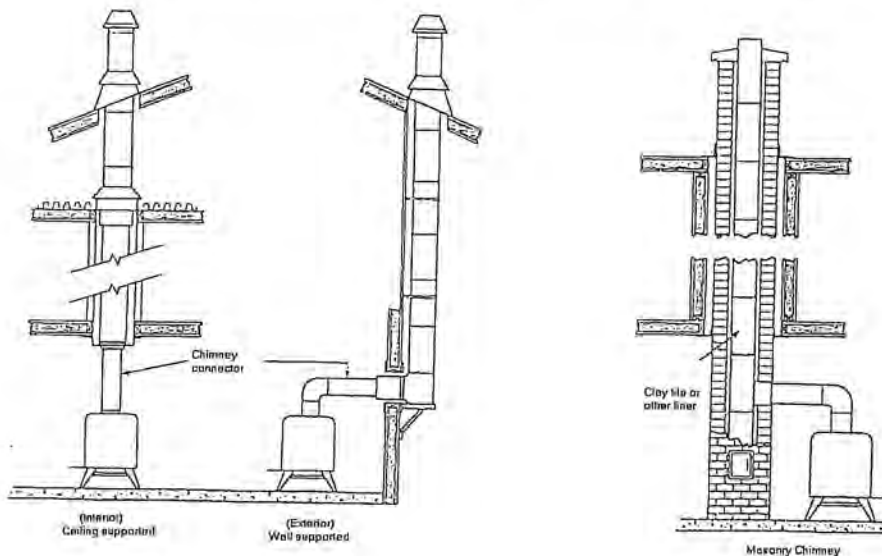 Chimney
connector
Clay tile or
other liner
(Interior)
Ceiling supported
(Exterior)
Wall supported
Masonry Chimney